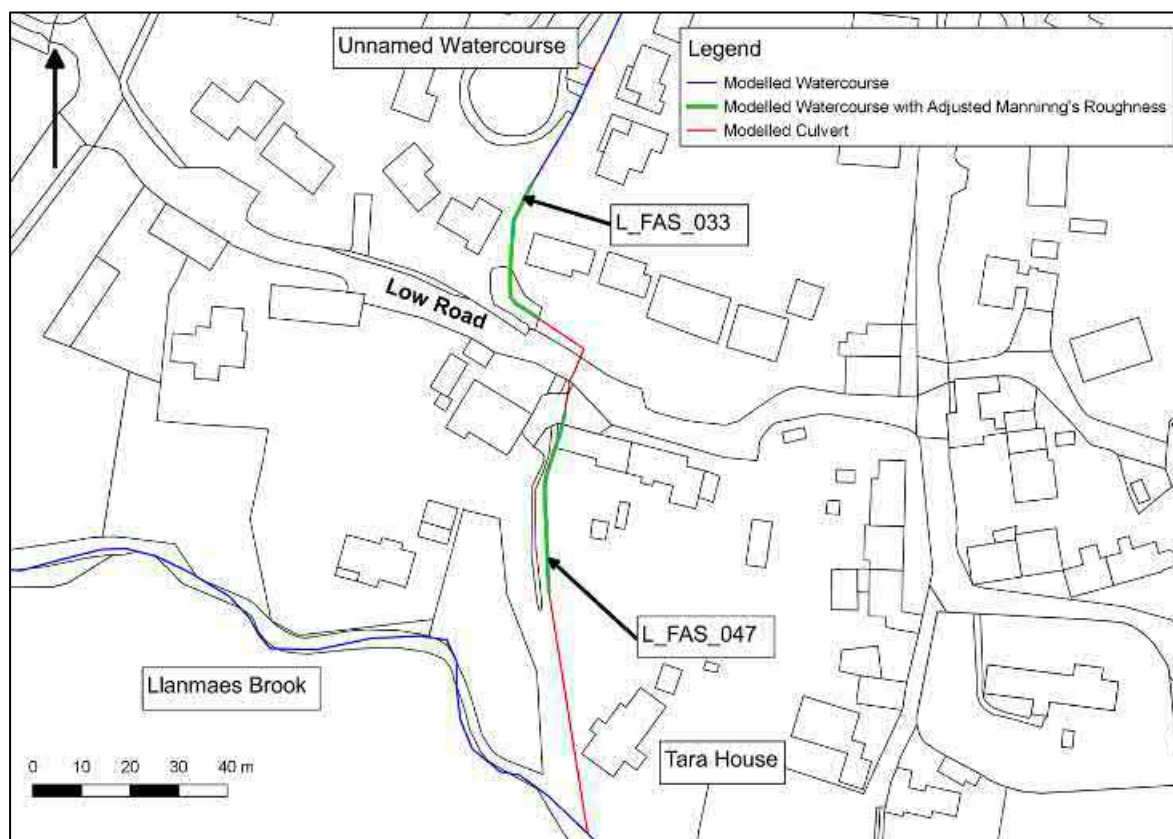 Unnamed Watercourse
Legend
Modelled Watercourse
Modelled Watercourse with Adjusted Manninng's Roughness
Modelled Culvert
L_FAS_033
Low Road
L_FAS_047
Llanmaes Brook
Tara House
0 10 20 30 40 m